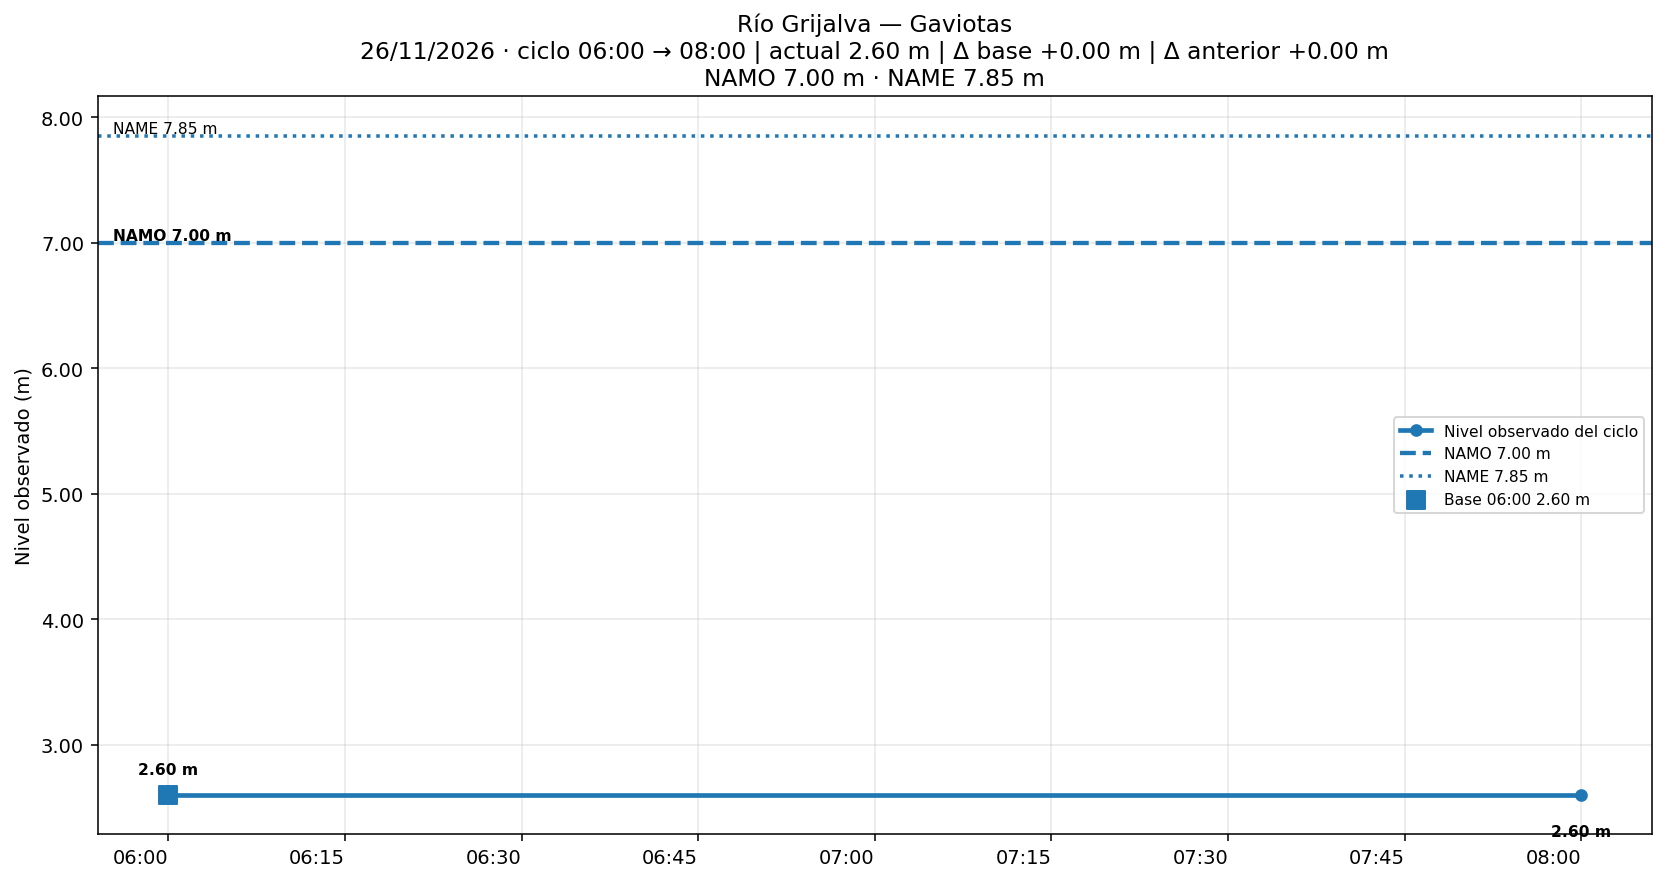 Río Grijalva — Gaviotas
26/11/2026 · ciclo 06:00 → 08:00 | actual 2.60 m | Δ base +0.00 m | Δ anterior +0.00 m
NAMO 7.00 m · NAME 7.85 m
8.00
NAME 7.85 m
NAMO 7.00 m
7.00
6.00
Nivel observado (m)
Nivel observado del ciclo
NAMO 7.00 m
NAME 7.85 m
Base 06:00 2.60 m
5.00
4.00
3.00
2.60 m
2.60 m
06:00 06:15 06:30 06:45 07:00 07:15 07:30 07:45 08:00